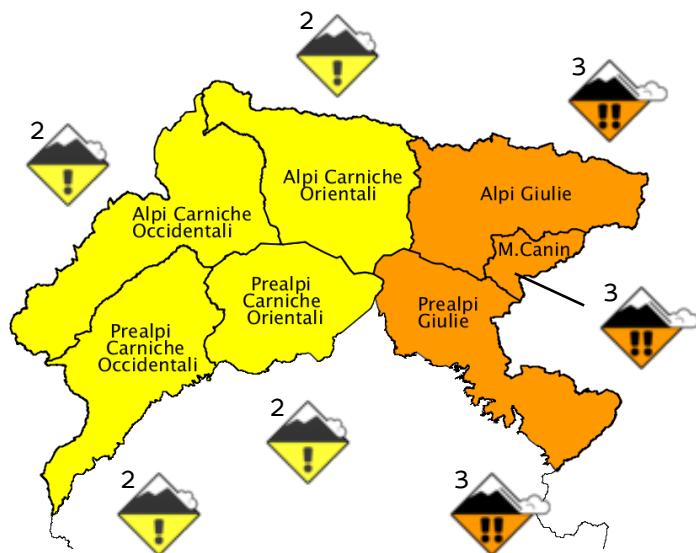 2
3
2
Alpi Carniche
Orientali
Alpi Giulie
Alpi Carniche
Occidentali
M.Canin
Prealpi
Carniche
Orientali
Prealpi
Giulie
3
Prealpi
Carniche
Occidentali
2
2
3